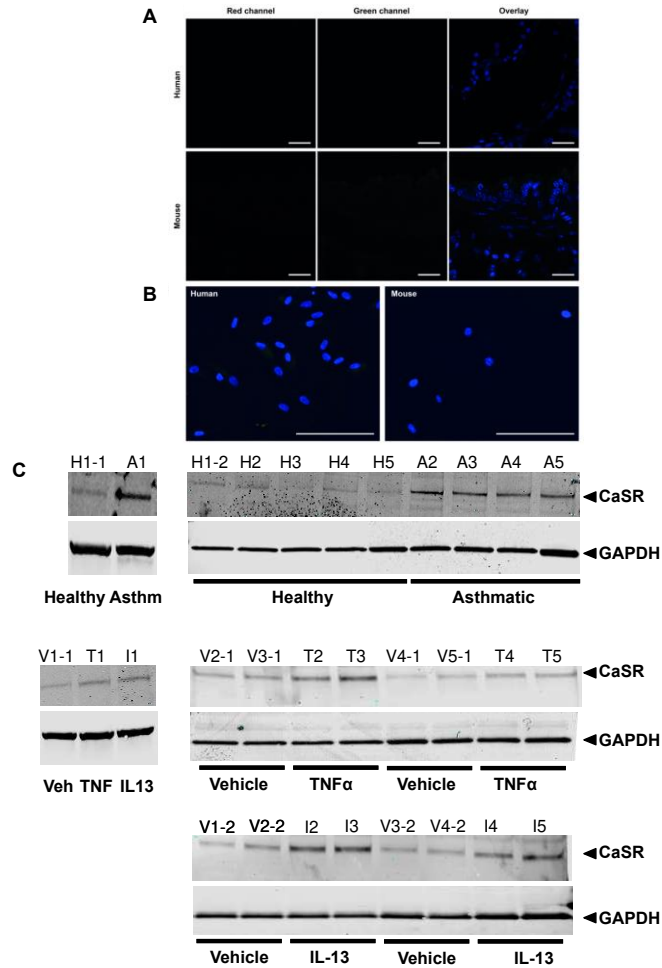 A
Red channel Green channel Overlay
Human
Mouse
B
Human Mouse
C
H1-1 A1 H1-2 H2 H3 H4 H5 A2 A3 A4 A5
CaSR
GAPDH
Healthy Asthm Healthy Asthmatic
V1-1 T1 I1 V2-1 V3-1 T2 T3 V4-1 V5-1 T4 T5
CaSR
GAPDH
Veh TNF IL13 Vehicle TNFα Vehicle TNFα
V1-2 V2-2 I2 I3 V3-2 V4-2 I4 I5
CaSR
GAPDH
Vehicle IL-13 Vehicle IL-13